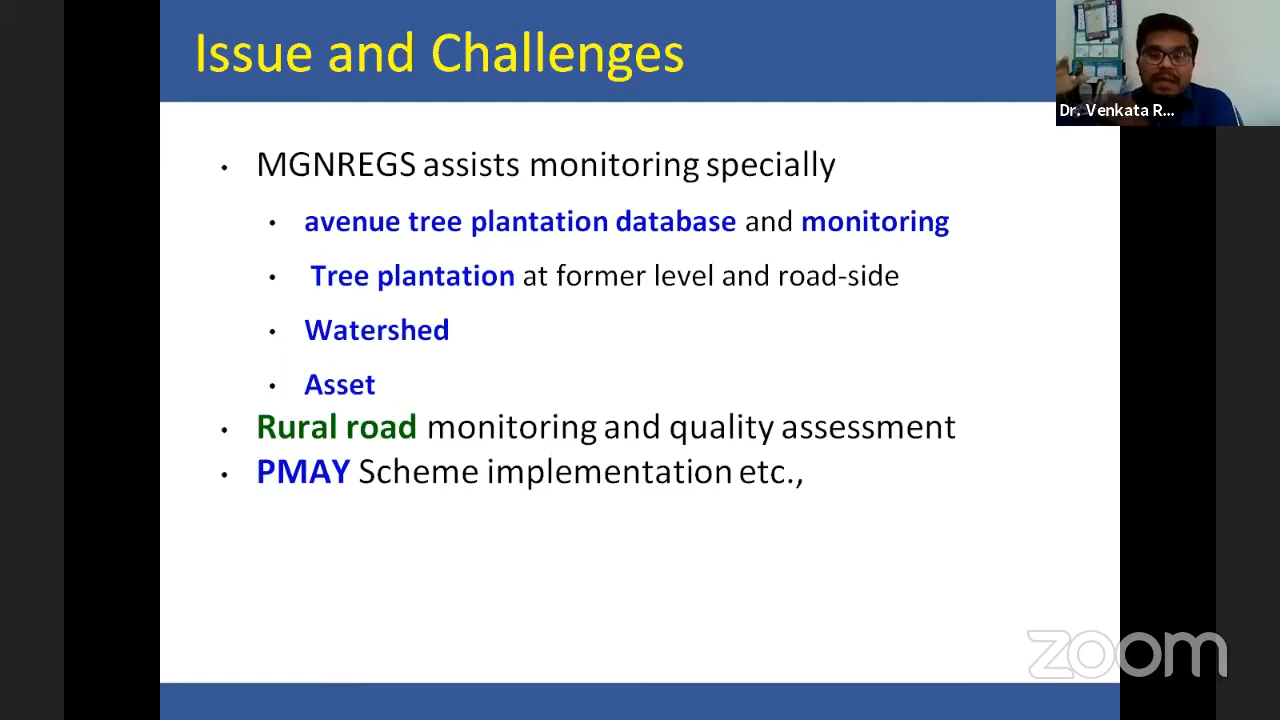 Issue and Challenges
Dr. Venkata R...
• MGNREGS assists monitoring specially
• avenue tree plantation database and monitoring
• Tree plantation at former level and road-side
• Watershed
• Asset
• Rural road monitoring and quality assessment
• PMAY Scheme implementation etc.,
zoom